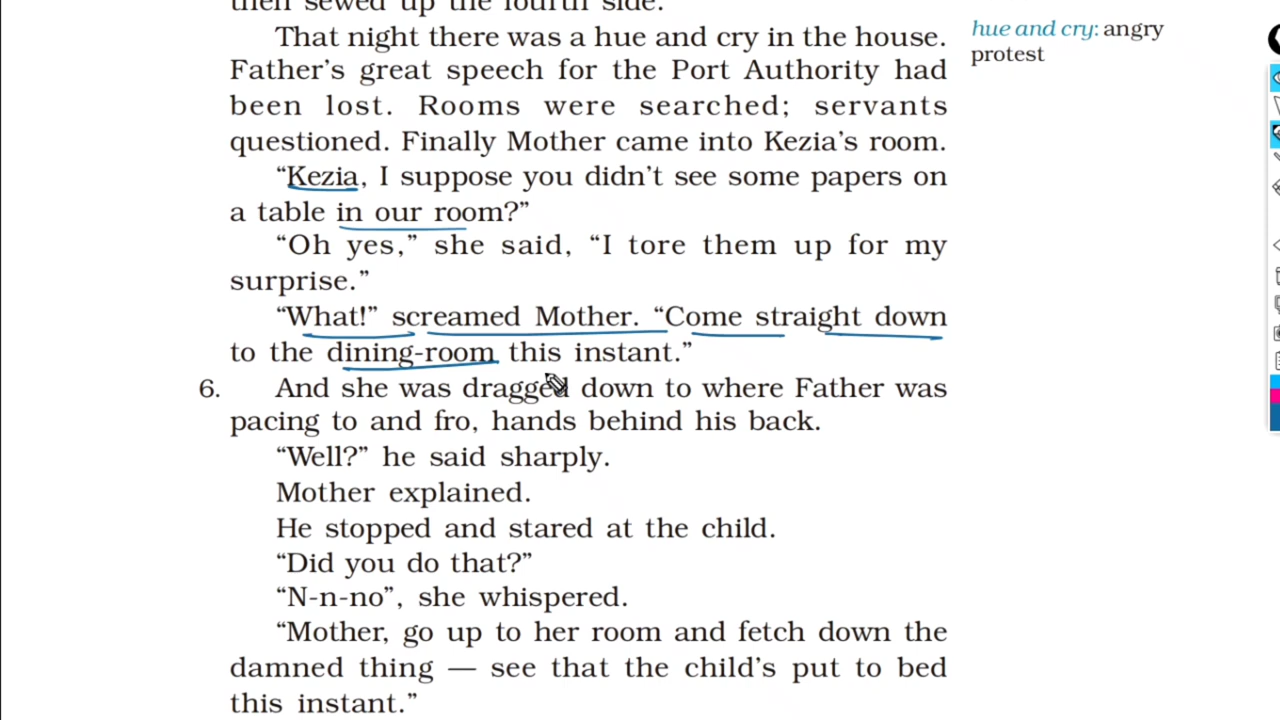 then sewed up the fourth side.
That night there was a hue and cry in the house.
Father's great speech for the Port Authority had
been lost. Rooms were searched; servants
questioned. Finally Mother came into Kezia's room.
"Kezia, I suppose you didn't see some papers on
a table in our room?"
"Oh yes," she said, "I tore them up for my
surprise."
"What!" screamed Mother. "Come straight down
to the dining-room this instant."
6. And she was dragged down to where Father was
pacing to and fro, hands behind his back.
"Well?" he said sharply.
Mother explained.
He stopped and stared at the child.
"Did you do that?"
"N-n-no", she whispered.
"Mother, go up to her room and fetch down the
damned thing — see that the child's put to bed
this instant."
hue and cry: angry
protest